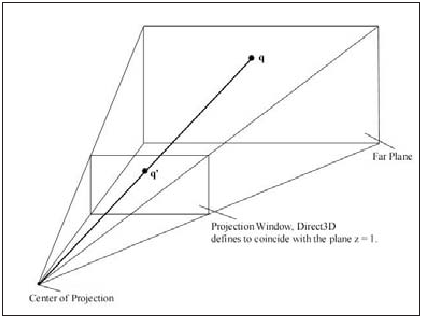 q
Far Plane
q'
Projection Window, Direct3D
defines to coincide with the plane z = 1.
Center of Projection